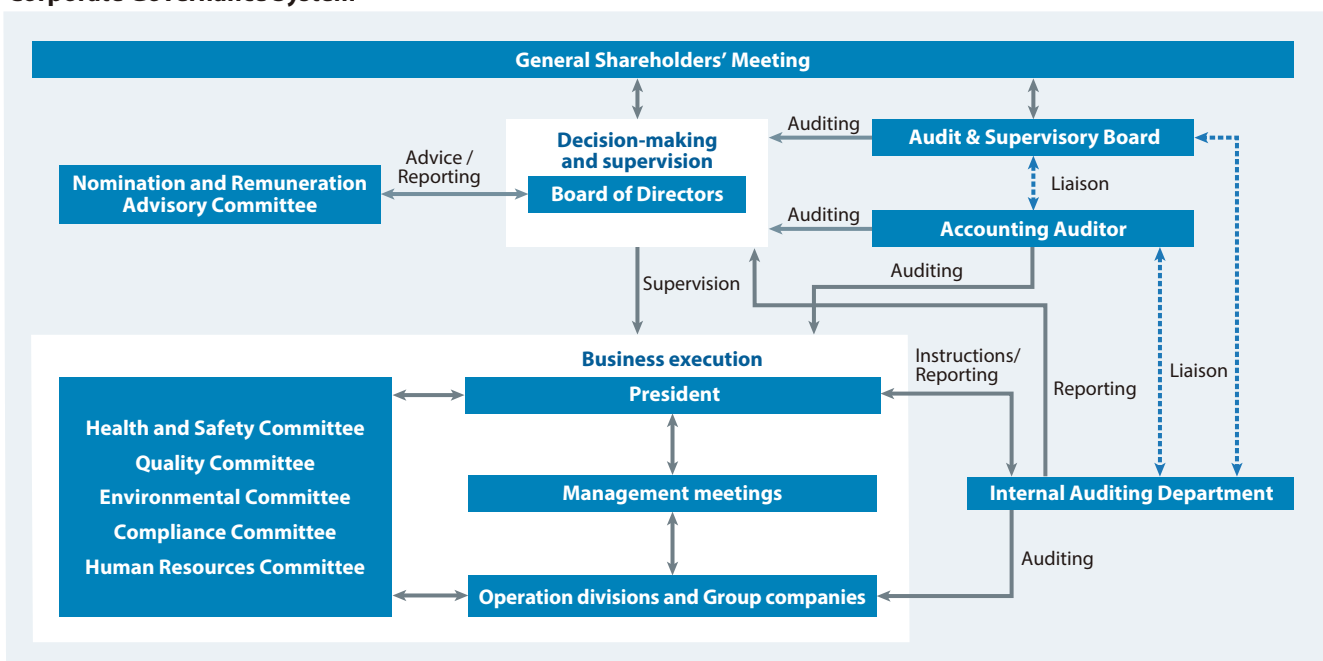 Corporate Governance System
General Shareholders' Meeting
Decision-making
and supervision
Board of Directors
Auditing
Audit & Supervisory Board
Advice /
Reporting
Nomination and Remuneration
Advisory Committee
Liaison
Auditing
Accounting Auditor
Supervision
Auditing
Business execution
Instructions/
Reporting
Reporting
Liaison
President
Health and Safety Committee
Quality Committee
Environmental Committee
Compliance Committee
Human Resources Committee
Management meetings
Internal Auditing Department
Auditing
Operation divisions and Group companies